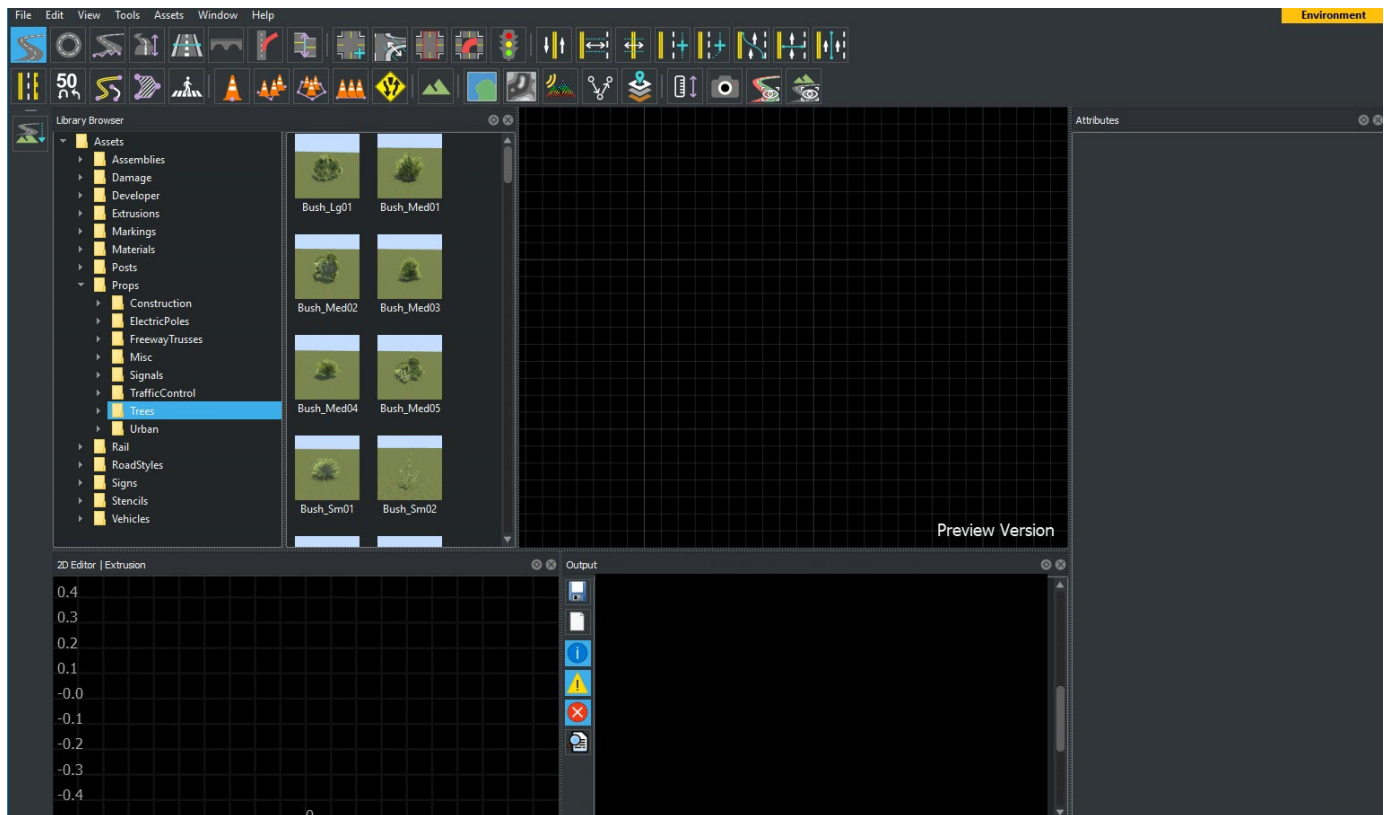 File Edit View Tools Assets Window Help
Environment
50
Library Browser
Attributes
Assets
Assemblies
Damage
Developer
Extrusions
Markings
Materials
Posts
Props
Construction
ElectricPoles
FreewayTrusses
Misc
Signals
TrafficControl
Trees
Urban
Rail
RoadStyles
Signs
Stencils
Vehicles
Bush_Lg01 Bush_Med01
Bush_Med02 Bush_Med03
Bush_Med04 Bush_Med05
Bush_Sm01 Bush_Sm02
Preview Version
2D Editor | Extrusion
Output
0.4
0.3
0.2
0.1
-0.0
-0.1
-0.2
-0.3
-0.4